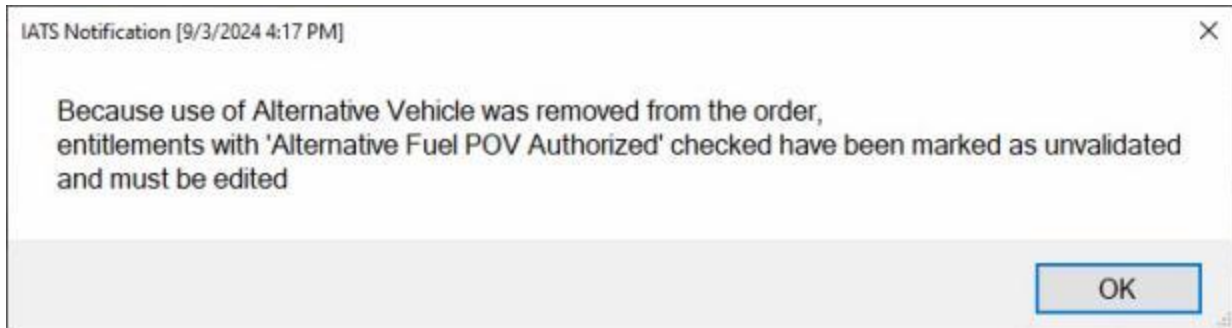 IATS Notification [9/3/2024 4:17 PM]
Because use of Alternative Vehicle was removed from the order,
entitlements with 'Alternative Fuel POV Authorized' checked have been marked as unvalidated
and must be edited
OK